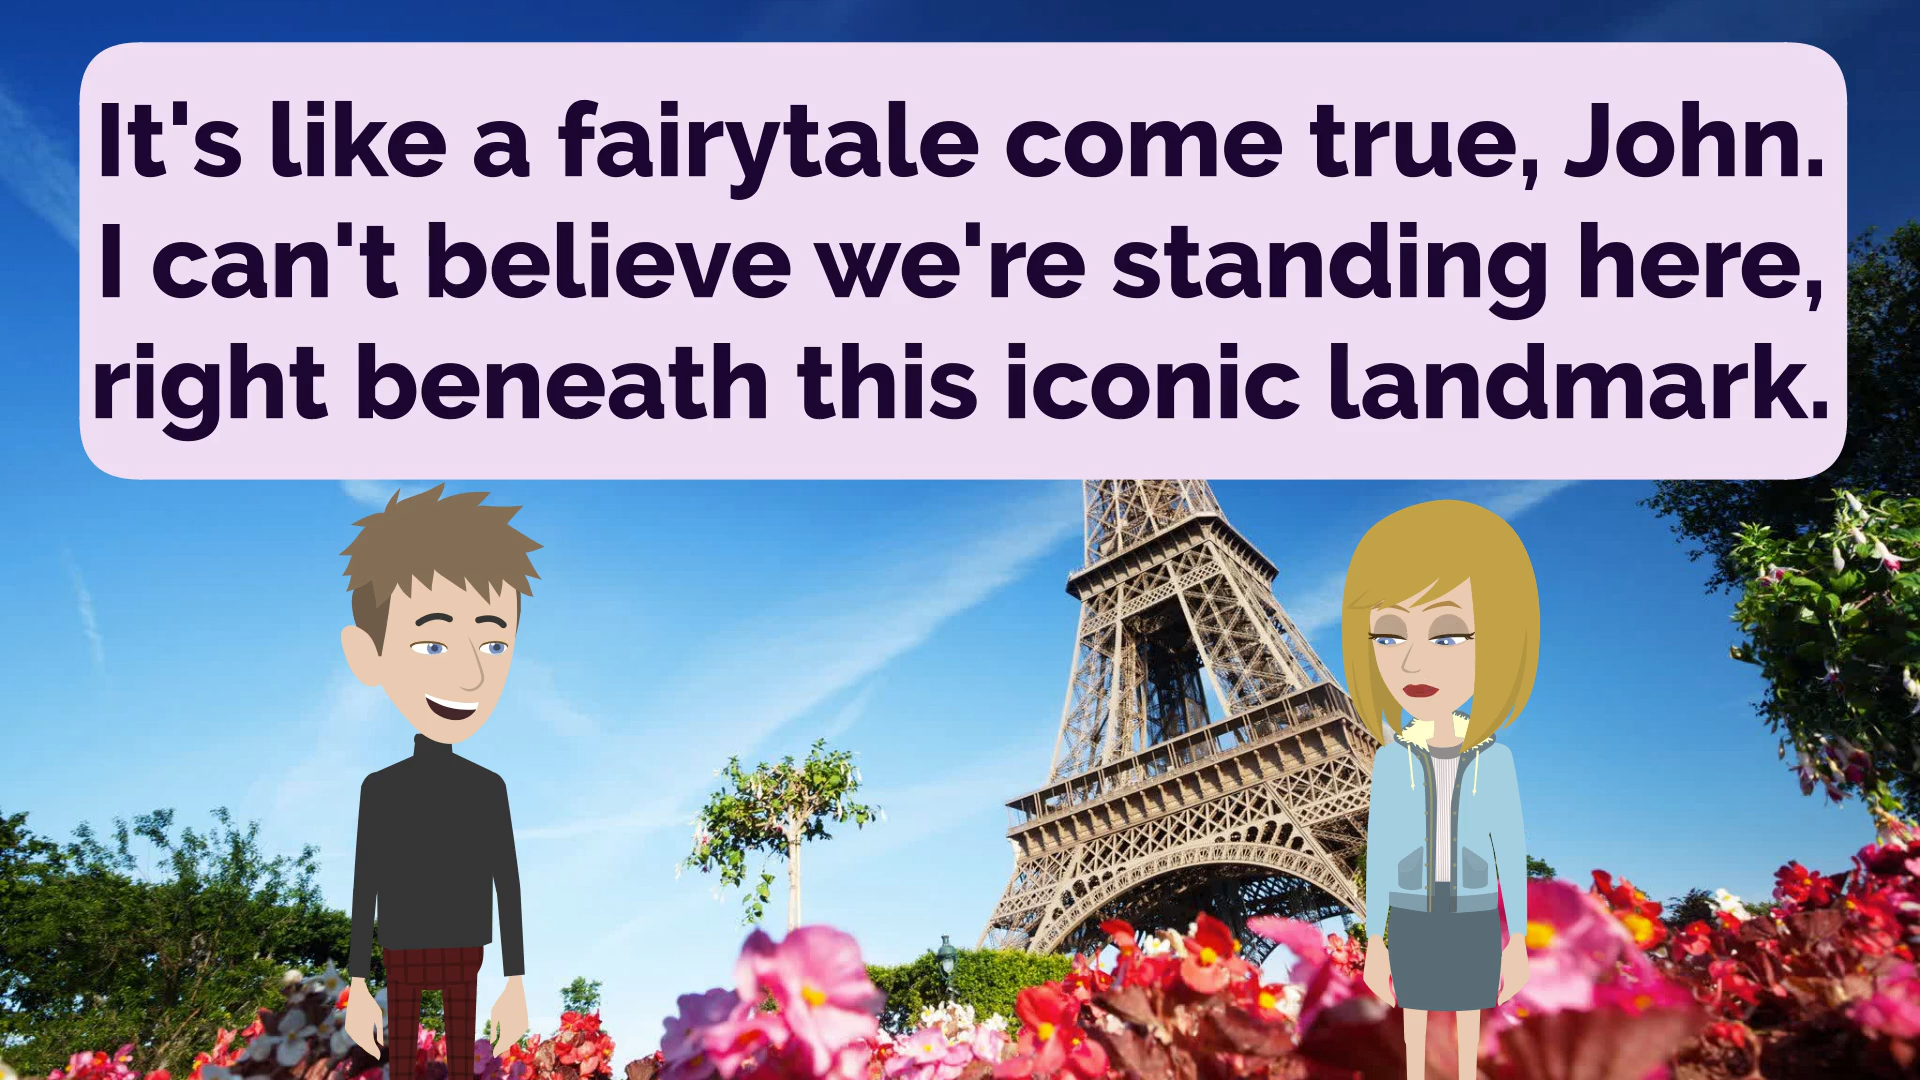 It's like a fairytale come true, John.
I can't believe we're standing here,
right beneath this iconic landmark.